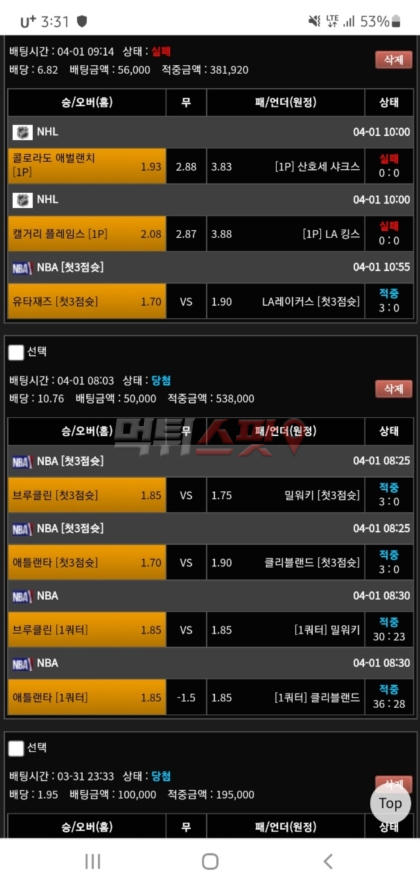 U+ 3:31 LTE 53%
배팅시간 : 04-01 09:14 상태 : 실패
배당 : 6.82 배팅금액 : 56,000 적중금액 : 381,920
삭제
승/오버(홈) 무 패/언더(원정) 상태
NHL 04-01 10:00
콜로라도 애벌랜치 [1P] 1.93 2.88 3.83 [1P] 산호세 샤크스 실패 0 : 0
NHL 04-01 10:00
캘거리 플레임스 [1P] 2.08 2.87 3.88 [1P] LA 킹스 실패 0 : 0
NBA NBA [첫3점슛] 04-01 10:55
유타재즈 [첫3점슛] 1.70 VS 1.90 LA레이커스 [첫3점슛] 적중 3 : 0
선택
배팅시간 : 04-01 08:03 상태 : 당첨
배당 : 10.76 배팅금액 : 50,000 적중금액 : 538,000
삭제
먹튀스팟
승/오버(홈) 무 패/언더(원정) 상태
NBA NBA [첫3점슛] 04-01 08:25
브루클린 [첫3점슛] 1.85 VS 1.75 밀워키 [첫3점슛] 적중 3 : 0
NBA NBA [첫3점슛] 04-01 08:25
애틀랜타 [첫3점슛] 1.70 VS 1.90 클리블랜드 [첫3점슛] 적중 3 : 0
NBA NBA 04-01 08:30
브루클린 [1쿼터] 1.85 VS 1.85 [1쿼터] 밀워키 적중 30 : 23
NBA NBA 04-01 08:30
애틀랜타 [1쿼터] 1.85 -1.5 1.85 [1쿼터] 클리블랜드 적중 36 : 28
선택
배팅시간 : 03-31 23:33 상태 : 당첨
배당 : 1.95 배팅금액 : 100,000 적중금액 : 195,000
삭제
Top
승/오버(홈) 무 패/언더(원정) 상태